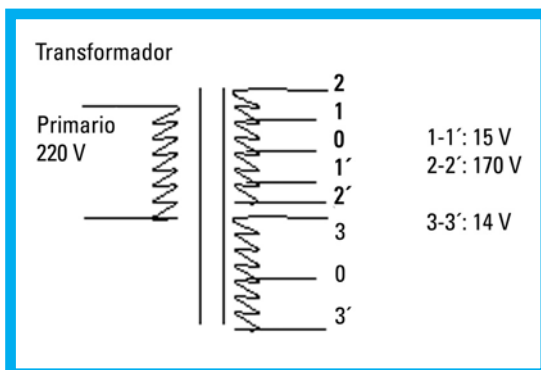 Transformador
Primario
220 V
2
1
0
1´
2´
3
0
3´
1-1´: 15 V
2-2´: 170 V
3-3´: 14 V